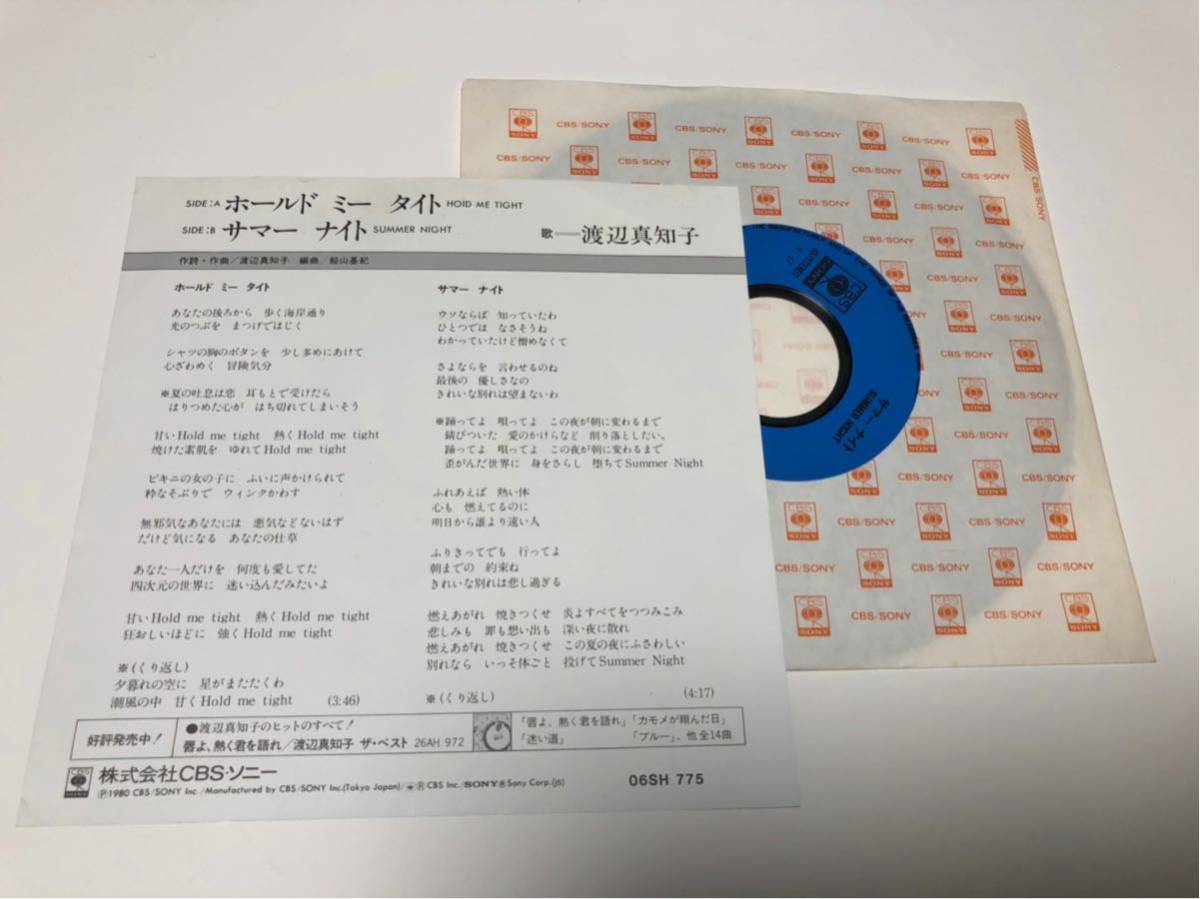 SIDE:A ホールド ミー タイト HOID ME TIGHT
SIDE:B サマー ナイト SUMMER NIGHT
歌—渡辺真知子
作詩・作曲/渡辺真知子 編曲/船山基紀
ホールド ミー タイト
あなたの後ろから 歩く海岸通り
光のつぶを まつげではじく
シャツの胸のボタンを 少し多めにあけて
心ざわめく 冒険気分
※夏の吐息は恋 耳もとで受けたら
はりつめた心が はち切れてしまいそう
甘いHold me tight 熱くHold me tight
焼けた素肌を ゆれてHold me tight
ビキニの女の子に ふいに声かけられて
粋なそぶりで ウィンクかわす
無邪気なあなたには 悪気などないはず
だけど気になる あなたの仕草
あなた一人だけを 何度も愛してた
四次元の世界に 迷い込んだみたいよ
甘いHold me tight 熱くHold me tight
狂おしいほどに 強くHold me tight
※(くり返し)
夕暮れの空に 星がまたたくわ
潮風の中 甘くHold me tight (3:46)
サマー ナイト
ウソならば 知っていたわ
ひとつでは なさそうね
わかっていたけど憎めなくて
さよならを 言わせるのね
最後の 優しさなの
きれいな別れは望まないわ
※踊ってよ 唄ってよ この夜が朝に変わるまで
錆びついた 愛のかけらなど 削り落としたい。
踊ってよ 唄ってよ この夜が朝に変わるまで
歪がんだ世界に 身をさらし 堕ちてSummer Night
ふれあえば 熱い体
心も 燃えてるのに
明日から誰より遠い人
ふりきってでも 行ってよ
朝までの 約束ね
きれいな別れは悲し過ぎる
燃えあがれ 焼きつくせ 炎よすべてをつつみこみ
悲しみも 罪も想い出も 深い夜に散れ
燃えあがれ 焼きつくせ この夏の夜にふさわしい
別れなら いっそ体ごと 投げてSummer Night
※(くり返し) (4:17)
好評発売中!
●渡辺真知子のヒットのすべて!
唇よ、熱く君を語れ/渡辺真知子 ザ・ベスト 26AH 972
「唇よ、熱く君を語れ」「カモメが翔んだ日」
「迷い道」 「ブルー」、他 全14曲
CBS SONY
株式会社CBS・ソニー
06SH 775
Ⓟ1980 CBS/SONY Inc./Manufactured by CBS/SONY Inc.(Tokyo Japan)/Ⓡ CBS Inc./SONY ⓇSony Corp.(J5)
CBS SONY
CBS/SONY
サマー ナイト
SUMMER NIGHT
4:17